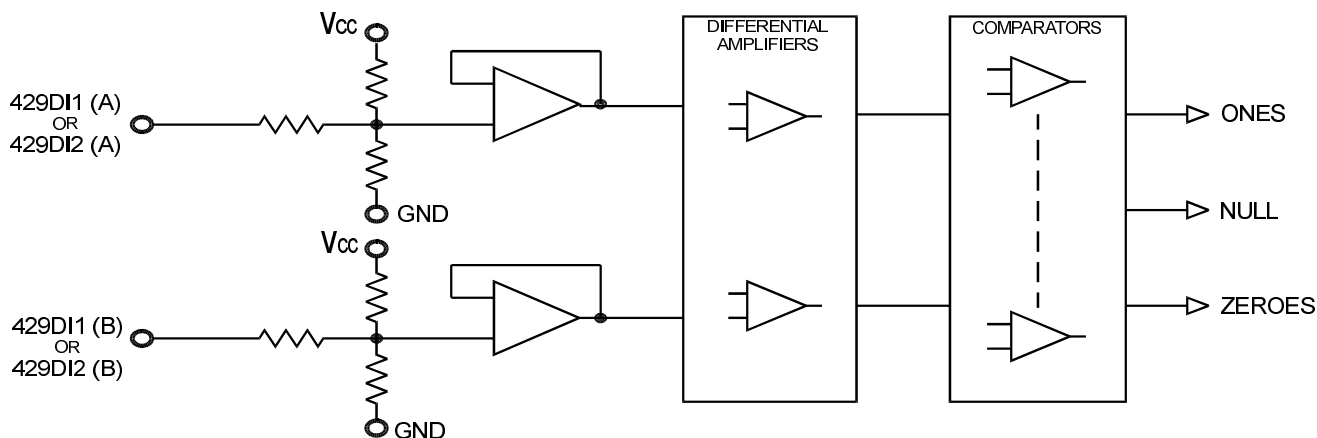 VCC
429DI1 (A)
OR
429DI2 (A)
GND
VCC
429DI1 (B)
OR
429DI2 (B)
GND
DIFFERENTIAL
AMPLIFIERS
COMPARATORS
ONES
NULL
ZEROES